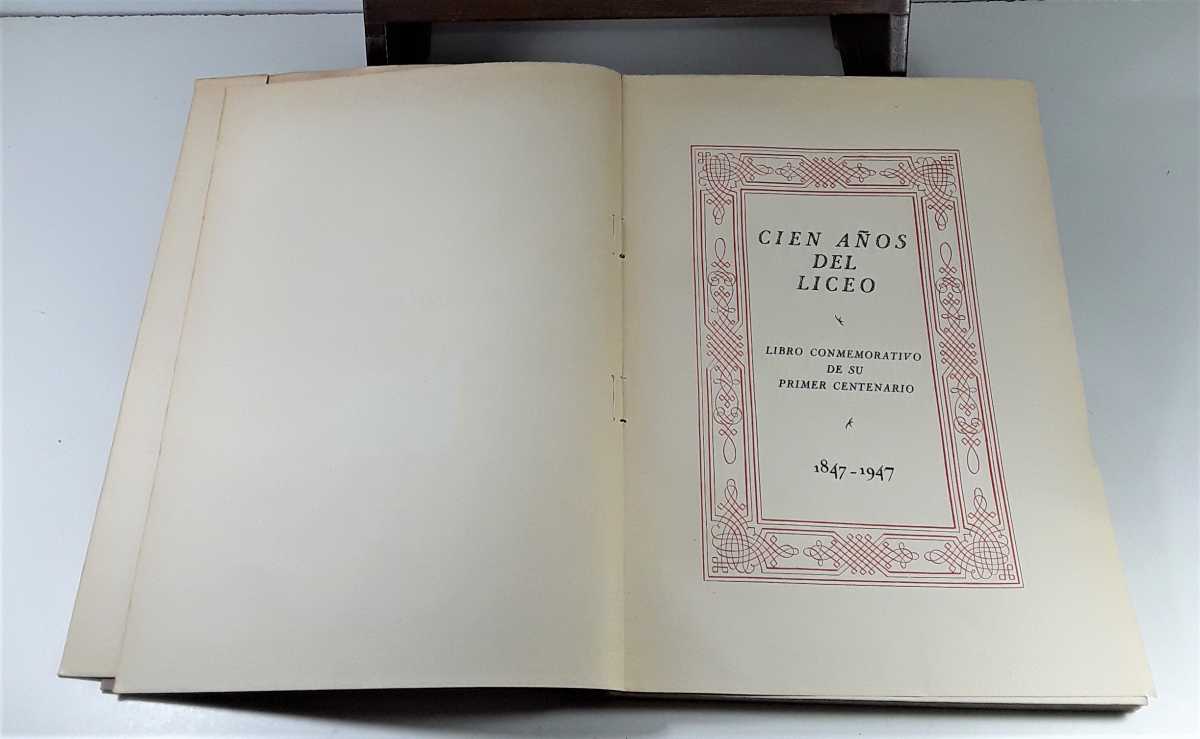 CIEN AÑOS
DEL
LICEO
LIBRO CONMEMORATIVO
DE SU
PRIMER CENTENARIO
1847-1947